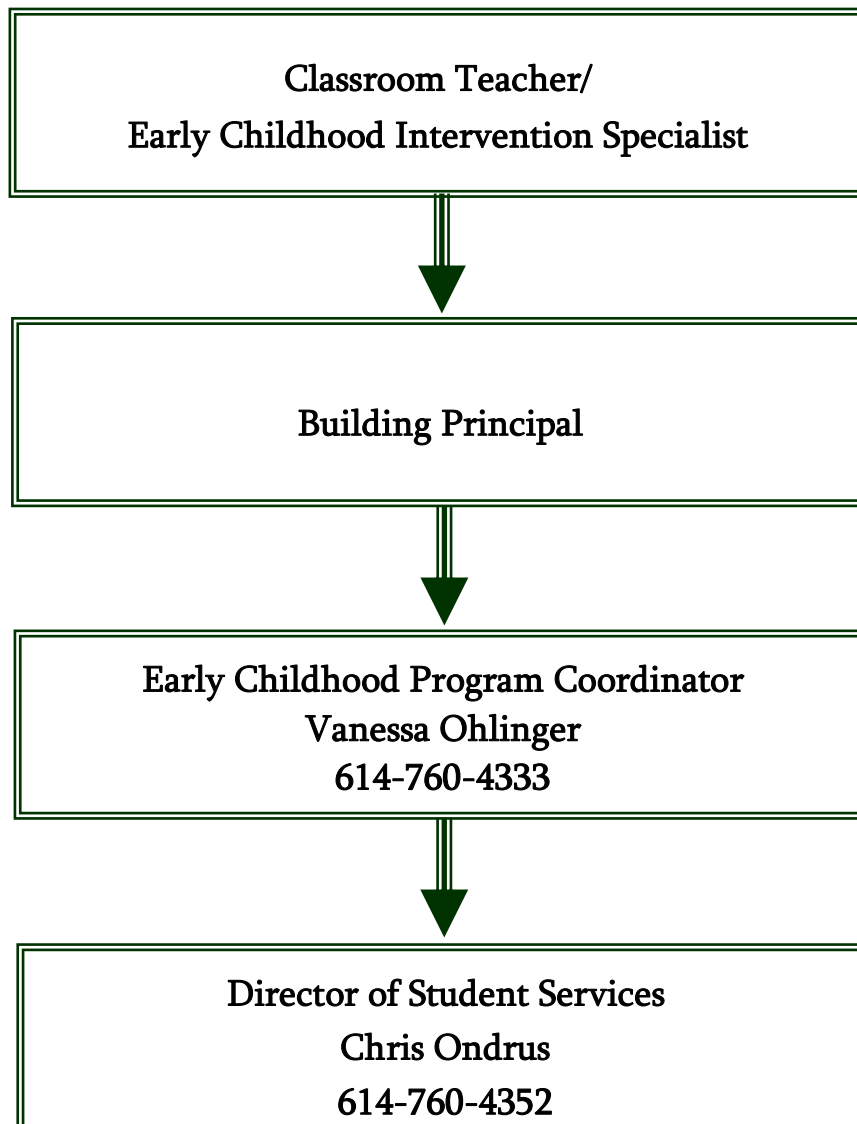 Classroom Teacher/
Early Childhood Intervention Specialist
Building Principal
Early Childhood Program Coordinator
Vanessa Ohlinger
614-760-4333
Director of Student Services
Chris Ondrus
614-760-4352